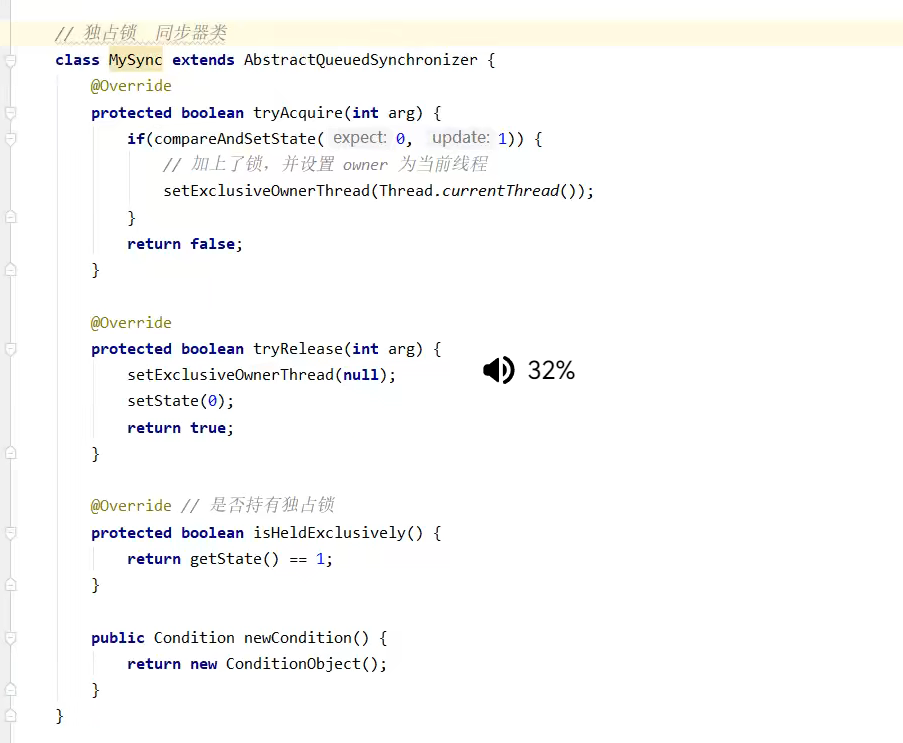 // 独占锁  同步器类
class MySync extends AbstractQueuedSynchronizer {
    @Override
    protected boolean tryAcquire(int arg) {
        if(compareAndSetState( expect: 0,  update: 1)) {
            // 加上了锁，并设置 owner 为当前线程
            setExclusiveOwnerThread(Thread.currentThread());
        }
        return false;
    }

    @Override
    protected boolean tryRelease(int arg) {
        setExclusiveOwnerThread(null);
32%
        setState(0);
        return true;
    }

    @Override // 是否持有独占锁
    protected boolean isHeldExclusively() {
        return getState() == 1;
    }

    public Condition newCondition() {
        return new ConditionObject();
    }
}